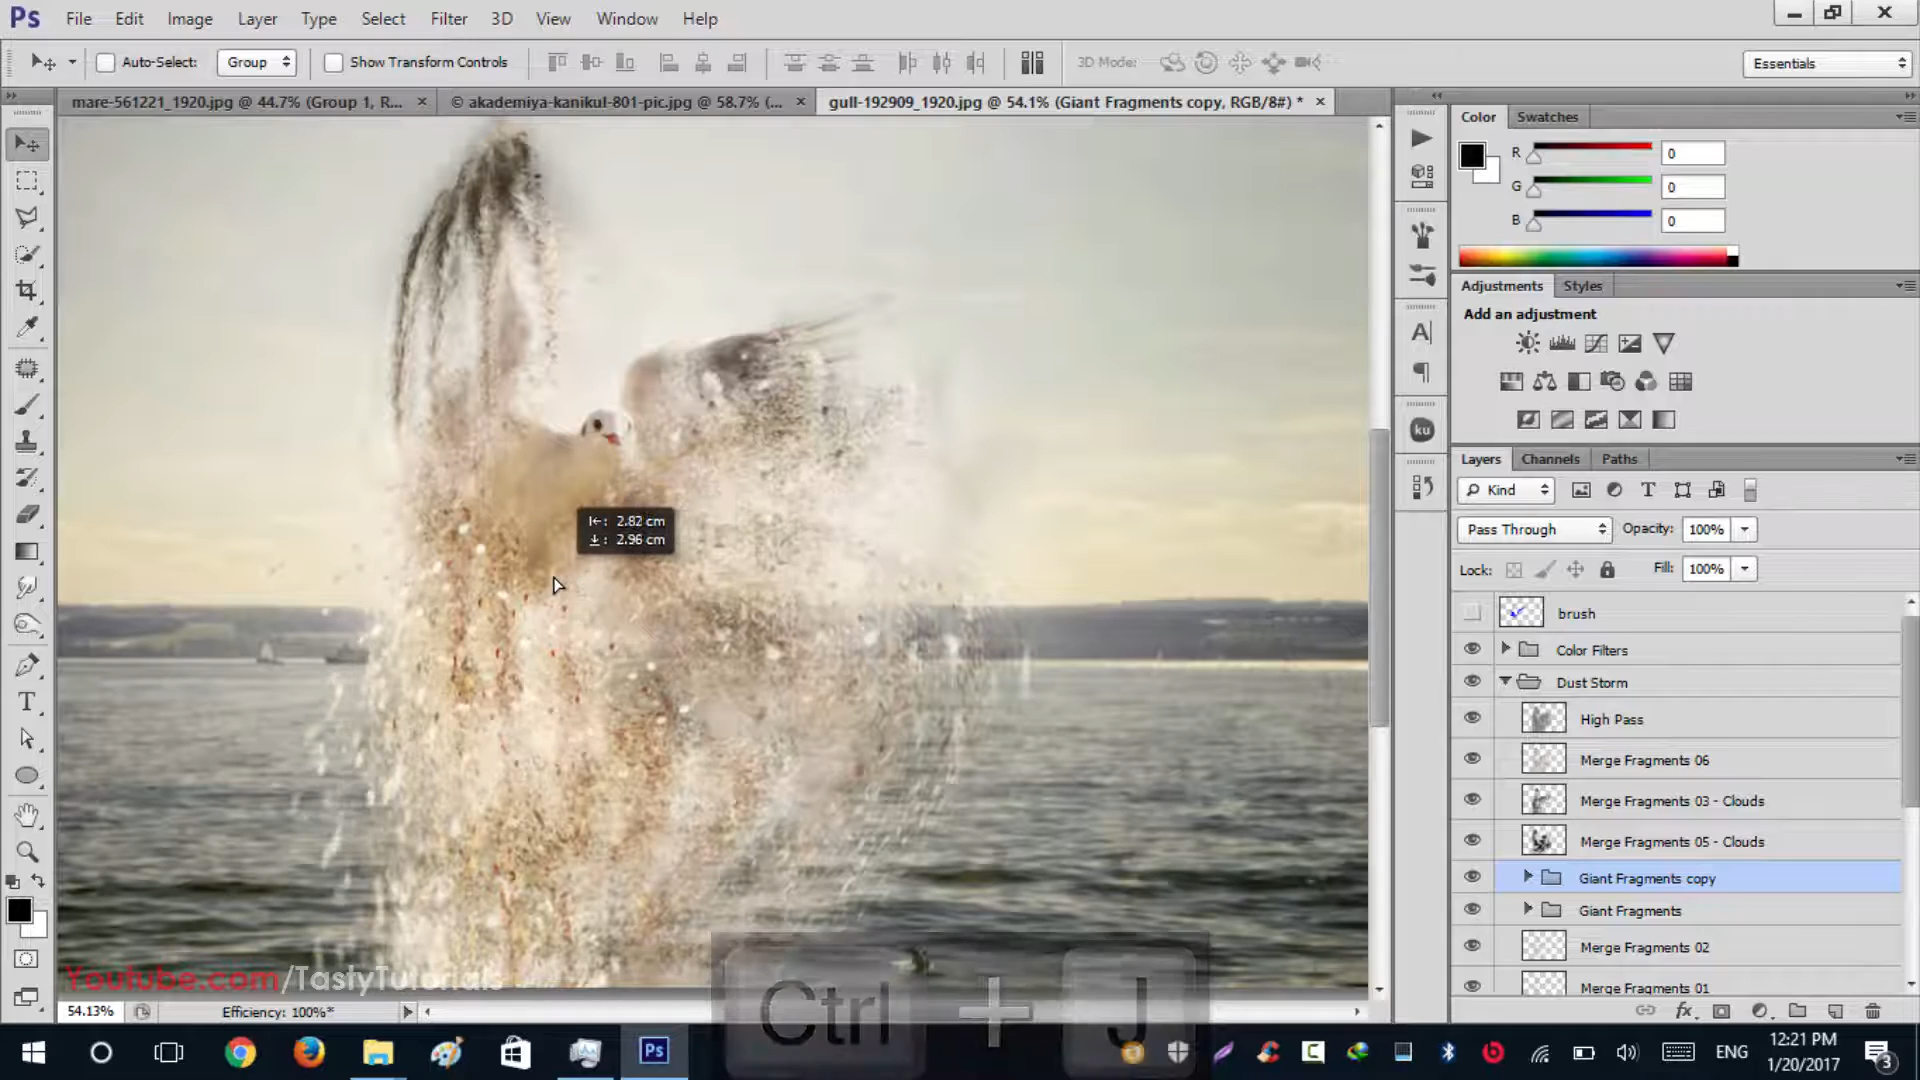 Ps File Edit Image Layer Type Select Filter 3D View Window Help
Auto-Select: Group Show Transform Controls 3D Mode: Essentials
mare-561221_1920.jpg @ 44.7% (Group 1, R... × © akademiya-kanikul-801-pic.jpg @ 58.7% (... × gull-192909_1920.jpg @ 54.1% (Giant Fragments copy, RGB/8#) * ×
Color Swatches
R 0
G 0
B 0
Adjustments Styles
Add an adjustment
A
ku
Layers Channels Paths
Kind
Pass Through Opacity: 100%
Lock: Fill: 100%
brush
Color Filters
Dust Storm
High Pass
Merge Fragments 06
Merge Fragments 03 - Clouds
Merge Fragments 05 - Clouds
Giant Fragments copy
Giant Fragments
Merge Fragments 02
Merge Fragments 01
2.82 cm
2.96 cm
T
Youtube.com/TastyTutorials
Ctrl + J
54.13% Efficiency: 100%*
Ps
ENG
12:21 PM
1/20/2017
3